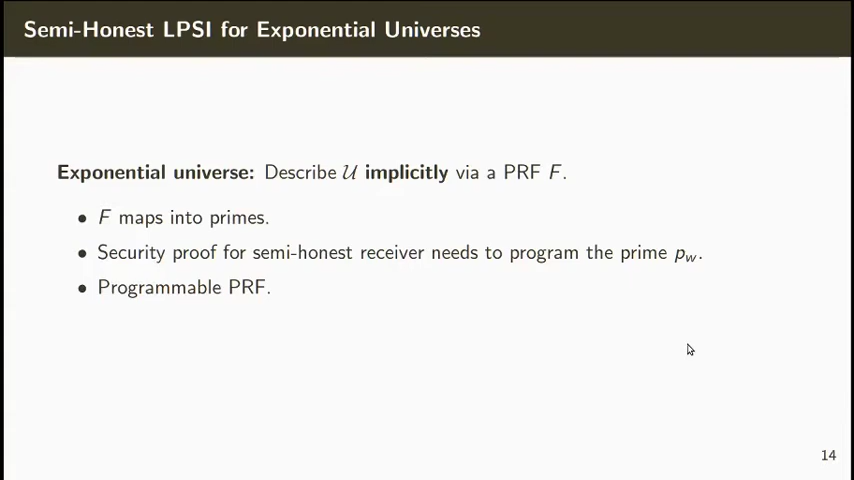 Semi-Honest LPSI for Exponential Universes
Exponential universe: Describe 𝒰 implicitly via a PRF F.
• F maps into primes.
• Security proof for semi-honest receiver needs to program the prime p_w.
• Programmable PRF.
14